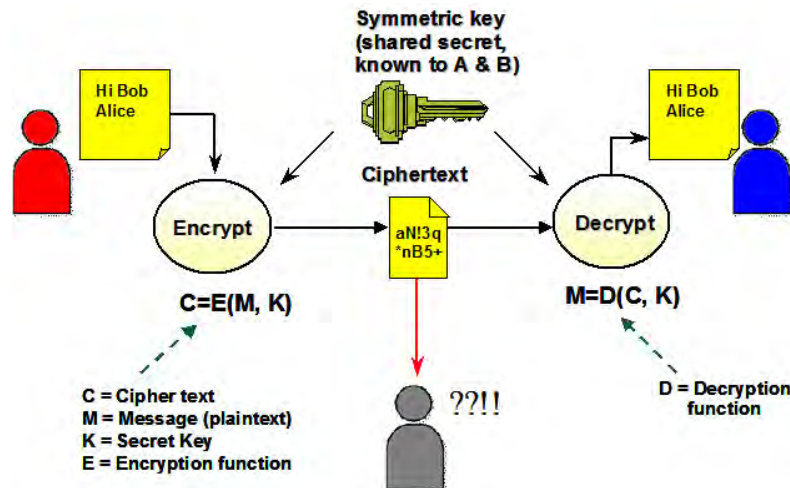 Symmetric key
(shared secret,
known to A & B)
Hi Bob
Alice
Hi Bob
Alice
Ciphertext
Encrypt
aN!3q
*nB5+
Decrypt
C=E(M, K)
M=D(C, K)
C = Cipher text
M = Message (plaintext)
K = Secret Key
E = Encryption function
??!!
D = Decryption
function